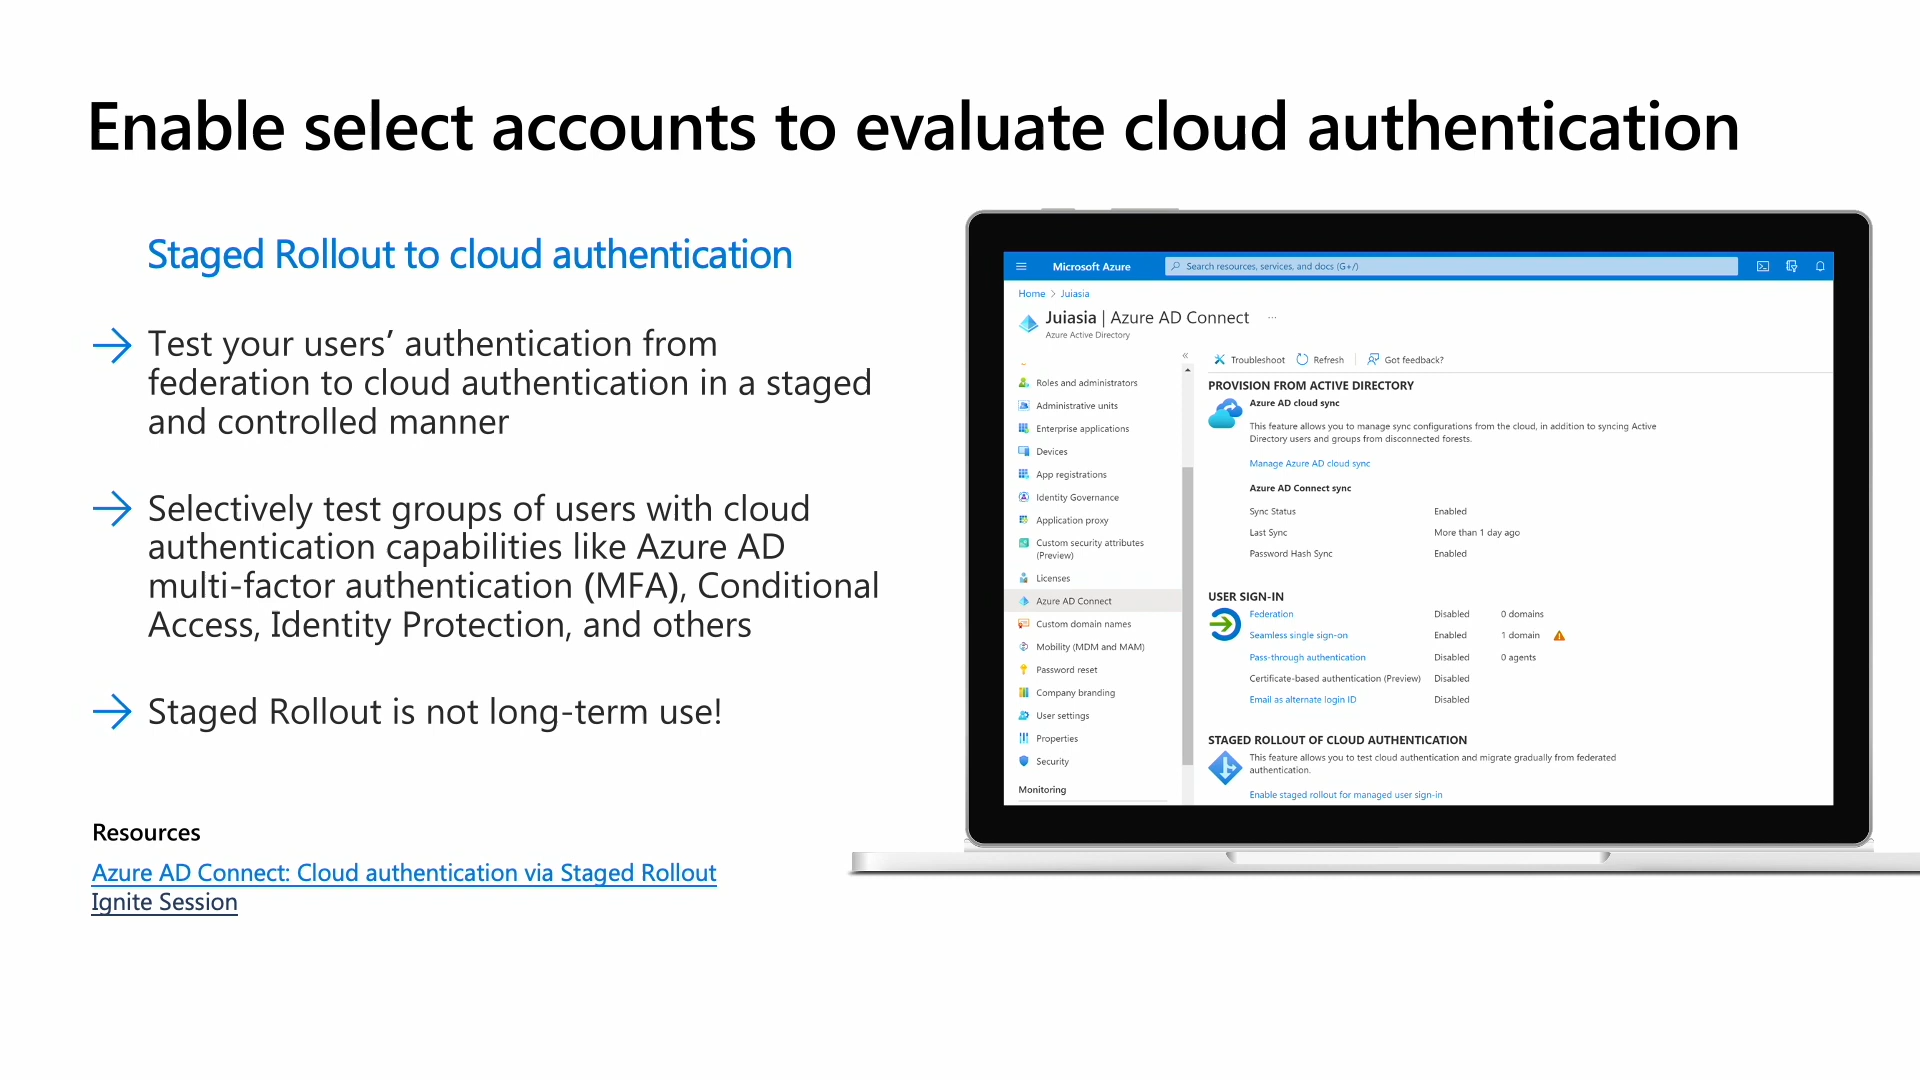 Enable select accounts to evaluate cloud authentication
Staged Rollout to cloud authentication
Test your users’ authentication from
federation to cloud authentication in a staged
and controlled manner
Selectively test groups of users with cloud
authentication capabilities like Azure AD
multi-factor authentication (MFA), Conditional
Access, Identity Protection, and others
Staged Rollout is not long-term use!
Resources
Azure AD Connect: Cloud authentication via Staged Rollout
Ignite Session
Microsoft Azure
Search resources, services, and docs (G+/)
Home > Juiasia
Juiasia | Azure AD Connect ...
Azure Active Directory
«
Roles and administrators
Administrative units
Enterprise applications
Devices
App registrations
Identity Governance
Application proxy
Custom security attributes
(Preview)
Licenses
Azure AD Connect
Custom domain names
Mobility (MDM and MAM)
Password reset
Company branding
User settings
Properties
Security
Monitoring
Troubleshoot Refresh Got feedback?
PROVISION FROM ACTIVE DIRECTORY
Azure AD cloud sync
This feature allows you to manage sync configurations from the cloud, in addition to syncing Active
Directory users and groups from disconnected forests.
Manage Azure AD cloud sync
Azure AD Connect sync
Sync Status Enabled
Last Sync More than 1 day ago
Password Hash Sync Enabled
USER SIGN-IN
Federation Disabled 0 domains
Seamless single sign-on Enabled 1 domain
Pass-through authentication Disabled 0 agents
Certificate-based authentication (Preview) Disabled
Email as alternate login ID Disabled
STAGED ROLLOUT OF CLOUD AUTHENTICATION
This feature allows you to test cloud authentication and migrate gradually from federated
authentication.
Enable staged rollout for managed user sign-in